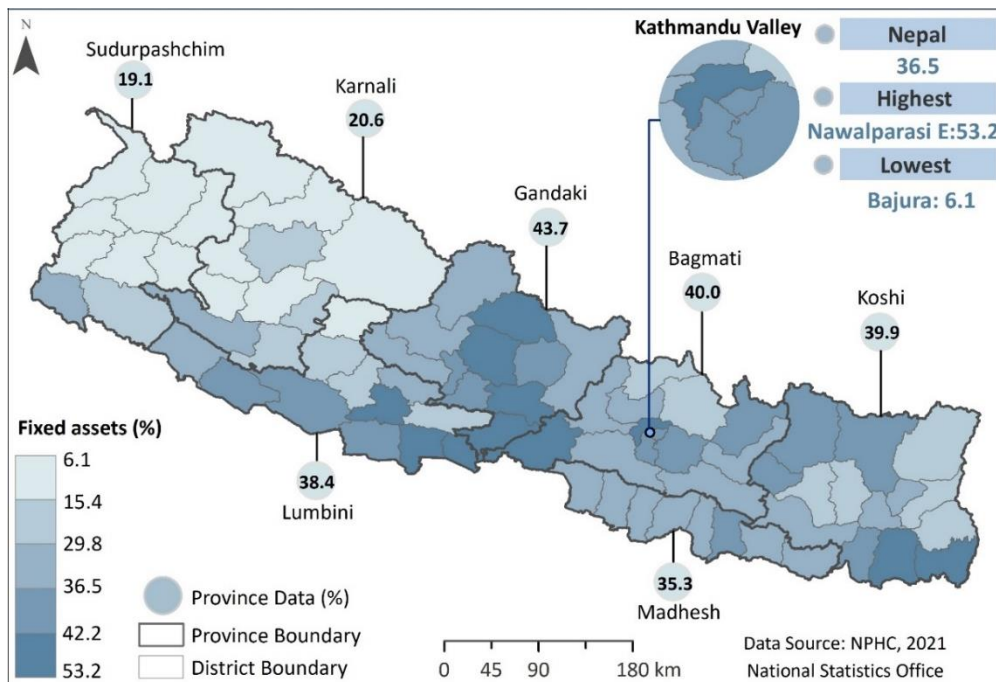 N
Sudurpashchim
19.1
Karnali
20.6
Gandaki
43.7
Kathmandu Valley
Nepal
36.5
Highest
Nawalparasi E:53.2
Lowest
Bajura: 6.1
Bagmati
40.0
Koshi
39.9
Fixed assets (%)
6.1
15.4
29.8
36.5
42.2
53.2
38.4
Lumbini
35.3
Madhesh
Province Data (%)
Province Boundary
District Boundary
0 45 90 180 km
Data Source: NPHC, 2021
National Statistics Office